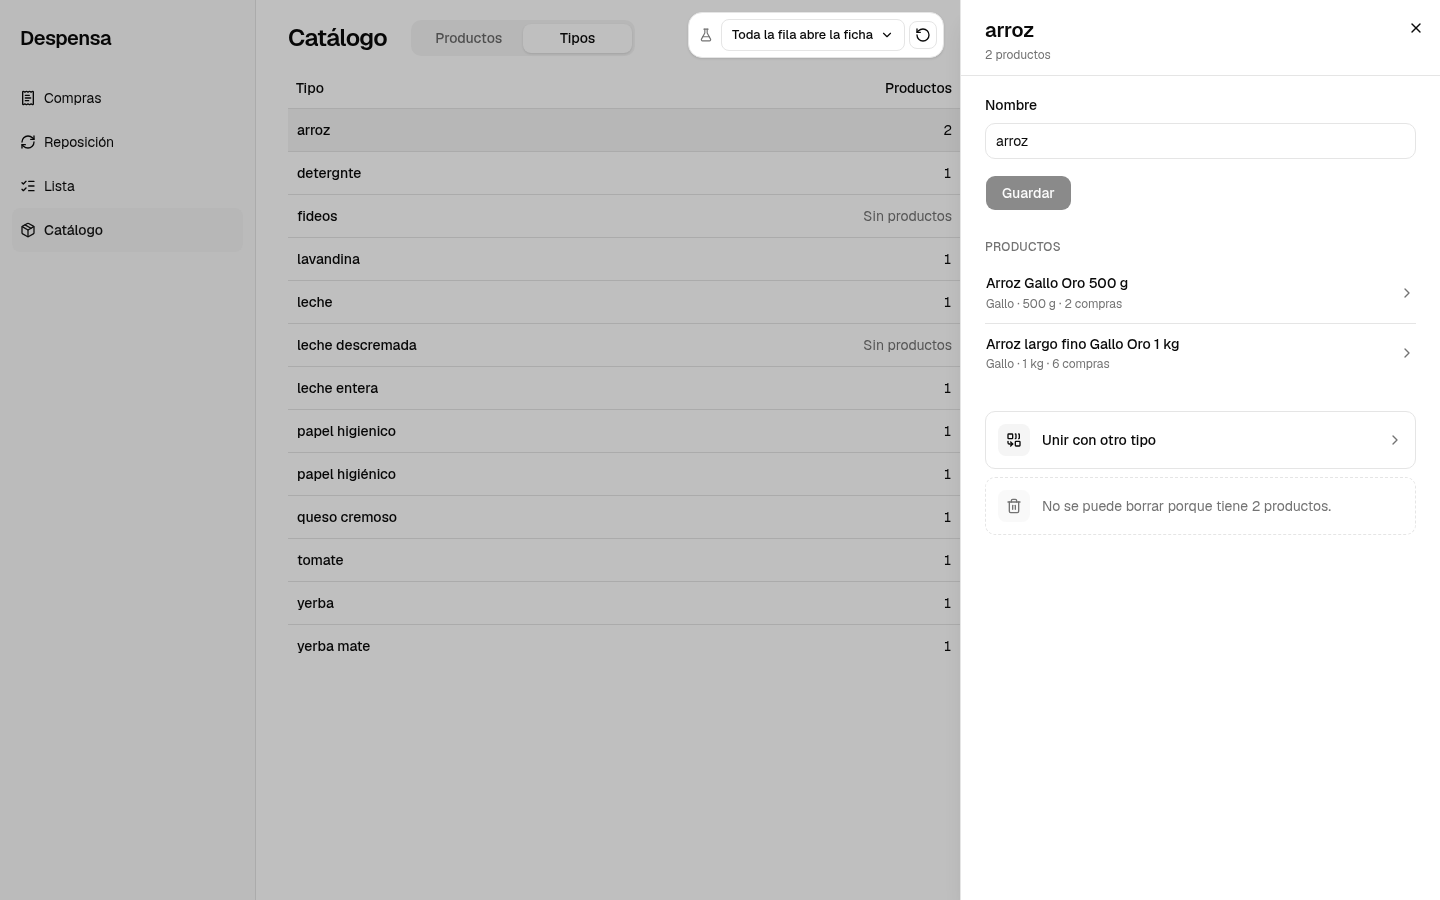 Despensa
Compras
Reposición
Lista
Catálogo
Catálogo
Productos
Tipos
Toda la fila abre la ficha
Tipo
Productos
arroz
2
detergnte
1
fideos
Sin productos
lavandina
1
leche
1
leche descremada
Sin productos
leche entera
1
papel higienico
1
papel higiénico
1
queso cremoso
1
tomate
1
yerba
1
yerba mate
1
arroz
2 productos
Nombre
arroz
Guardar
PRODUCTOS
Arroz Gallo Oro 500 g
Gallo · 500 g · 2 compras
Arroz largo fino Gallo Oro 1 kg
Gallo · 1 kg · 6 compras
Unir con otro tipo
No se puede borrar porque tiene 2 productos.